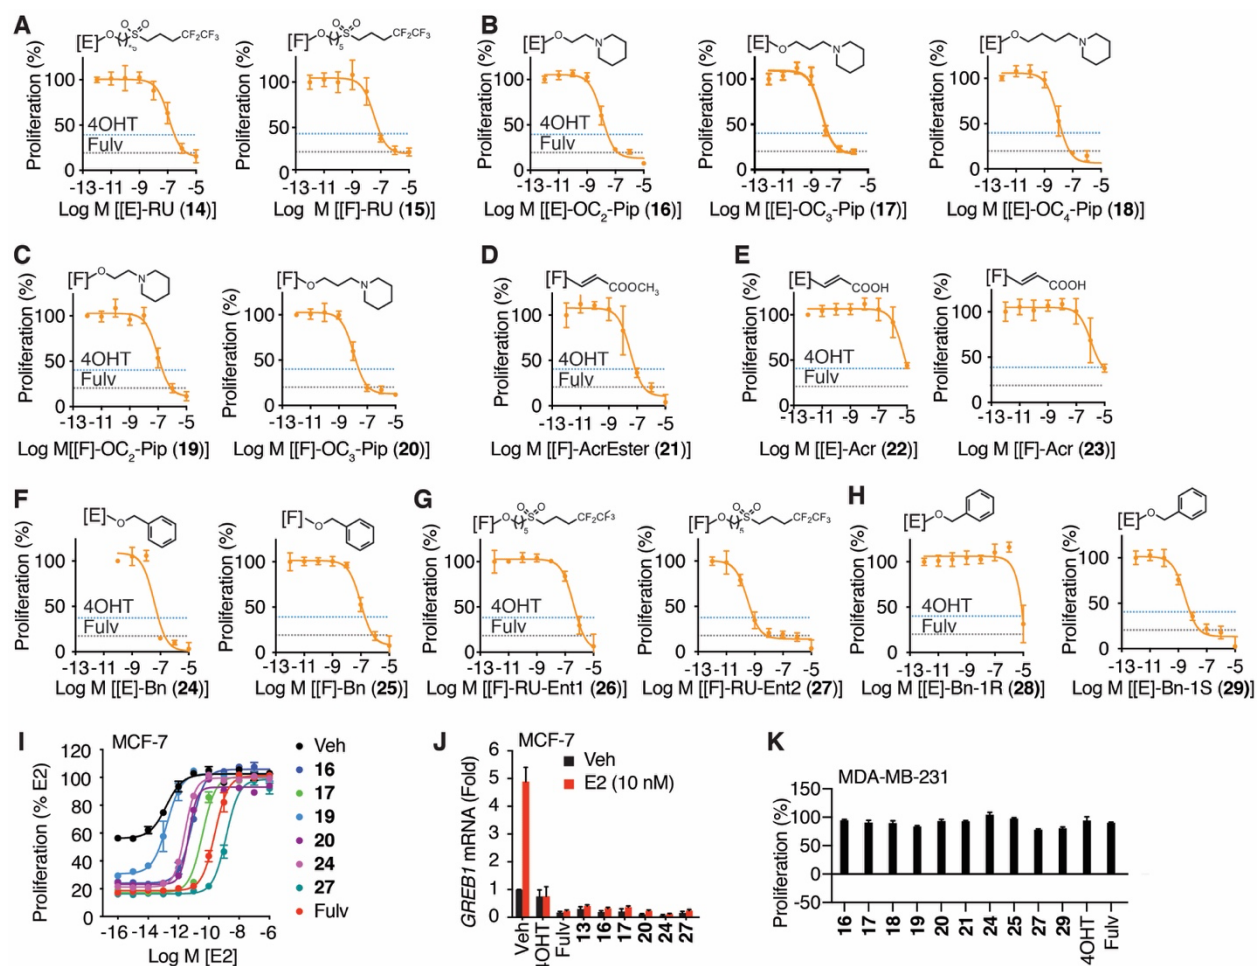 A
[E] O ( ) S O O CF2CF3
[F] O ( )5 S O O CF2CF3
Proliferation (%)
100
50
0
4OHT
Fulv
-13 -11 -9 -7 -5
Log M [[E]-RU (14)]
Proliferation (%)
100
50
0
-13 -11 -9 -7 -5
Log M [[F]-RU (15)]
B
[E] O N
[E] O N
[E] O N
Proliferation (%)
100
50
0
4OHT
Fulv
-13 -11 -9 -7 -5
Log M [[E]-OC2-Pip (16)]
Proliferation (%)
100
50
0
-13 -11 -9 -7 -5
Log M [[E]-OC3-Pip (17)]
Proliferation (%)
100
50
0
-13 -11 -9 -7 -5
Log M [[E]-OC4-Pip (18)]
C
[F] O N
[F] O N
Proliferation (%)
100
50
0
4OHT
Fulv
-13 -11 -9 -7 -5
Log M[[F]-OC2-Pip (19)]
Proliferation (%)
100
50
0
-13 -11 -9 -7 -5
Log M [[F]-OC3-Pip (20)]
D
[F] COOCH3
Proliferation (%)
100
50
0
4OHT
Fulv
-13 -11 -9 -7 -5
Log M [[F]-AcrEster (21)]
E
[E] COOH
[F] COOH
Proliferation (%)
100
50
0
4OHT
Fulv
-13 -11 -9 -7 -5
Log M [[E]-Acr (22)]
Proliferation (%)
100
50
0
-13 -11 -9 -7 -5
Log M [[F]-Acr (23)]
F
[E] O
[F] O
Proliferation (%)
100
50
0
4OHT
Fulv
-13 -11 -9 -7 -5
Log M [[E]-Bn (24)]
Proliferation (%)
100
50
0
-13 -11 -9 -7 -5
Log M [[F]-Bn (25)]
G
[F] O ( )5 S O O CF2CF3
[F] O ( )5 S O O CF2CF3
Proliferation (%)
100
50
0
4OHT
Fulv
-13 -11 -9 -7 -5
Log M [[F]-RU-Ent1 (26)]
Proliferation (%)
100
50
0
-13 -11 -9 -7 -5
Log M [[F]-RU-Ent2 (27)]
H
[E] O
[E] O
Proliferation (%)
100
50
0
4OHT
Fulv
-13 -11 -9 -7 -5
Log M [[E]-Bn-1R (28)]
Proliferation (%)
100
50
0
-13 -11 -9 -7 -5
Log M [[E]-Bn-1S (29)]
I
MCF-7
Proliferation (% E2)
120
100
80
60
40
20
0
-16 -14 -12 -10 -8 -6
Log M [E2]
Veh
16
17
19
20
24
27
Fulv
J
MCF-7
Veh
E2 (10 nM)
GREB1 mRNA (Fold)
6
5
4
3
2
1
0
Veh 4OHT Fulv 13 16 17 20 24 27
K
MDA-MB-231
Proliferation (%)
150
100
50
0
-50
16 17 18 19 20 21 24 25 27 29 4OHT Fulv